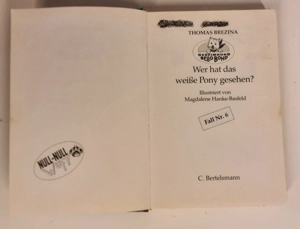 NULL-NULL
THOMAS BREZINA
Wer hat das
weiße Pony gesehen?
Illustriert von
Magdalene Hanke-Basfeld
Fall Nr. 6
C. Bertelsmann